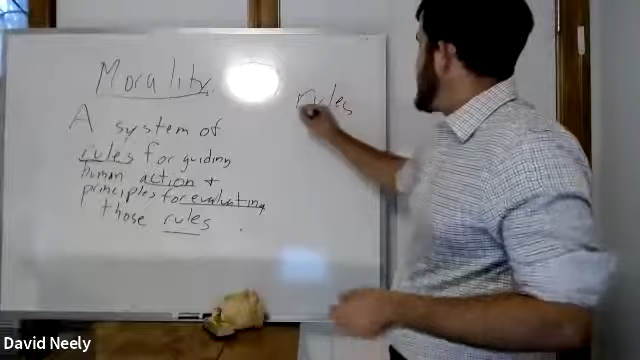 Morality
rules
A system of
rules for guiding
human action +
principles for evaluating
those rules.
David Neely